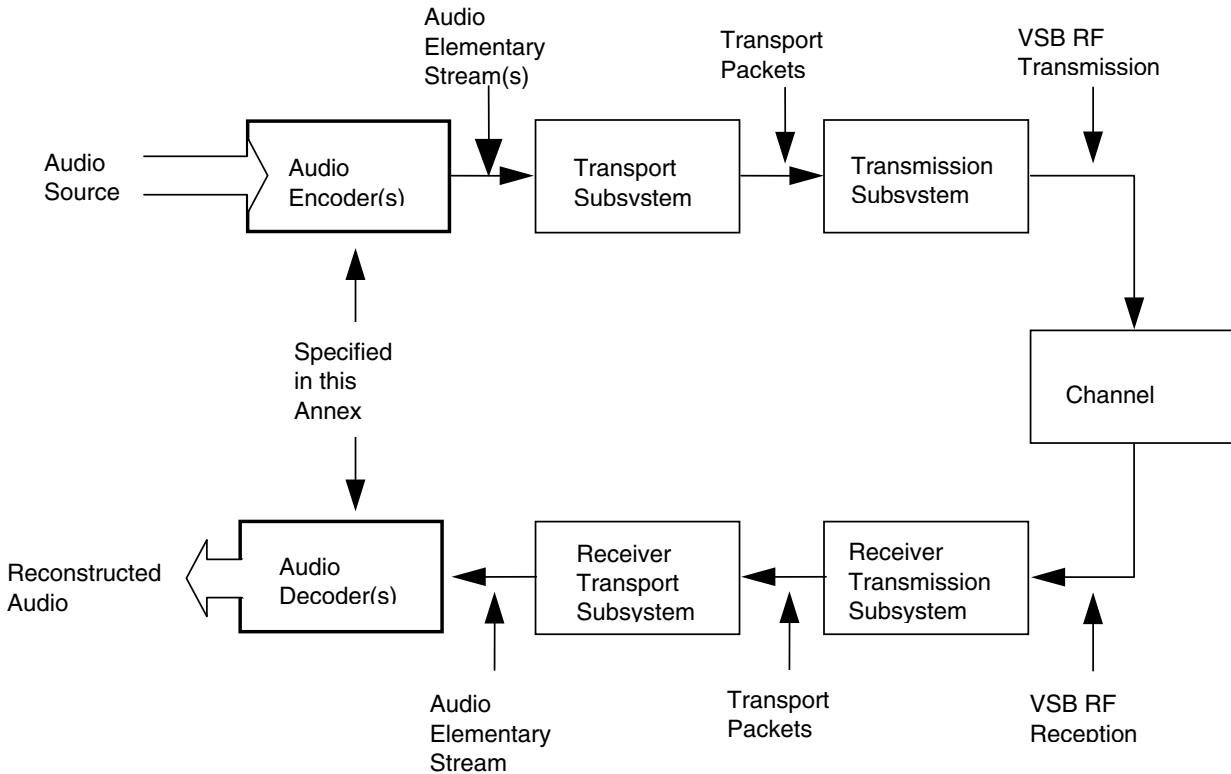 Audio
Elementary
Stream(s)
Transport
Packets
VSB RF
Transmission
Audio
Source
Audio
Encoder(s)
Transport
Subsystem
Transmission
Subsystem
Specified
in this
Annex
Channel
Reconstructed
Audio
Audio
Decoder(s)
Receiver
Transport
Subsystem
Receiver
Transmission
Subsystem
Audio
Elementary
Stream
Transport
Packets
VSB RF
Reception